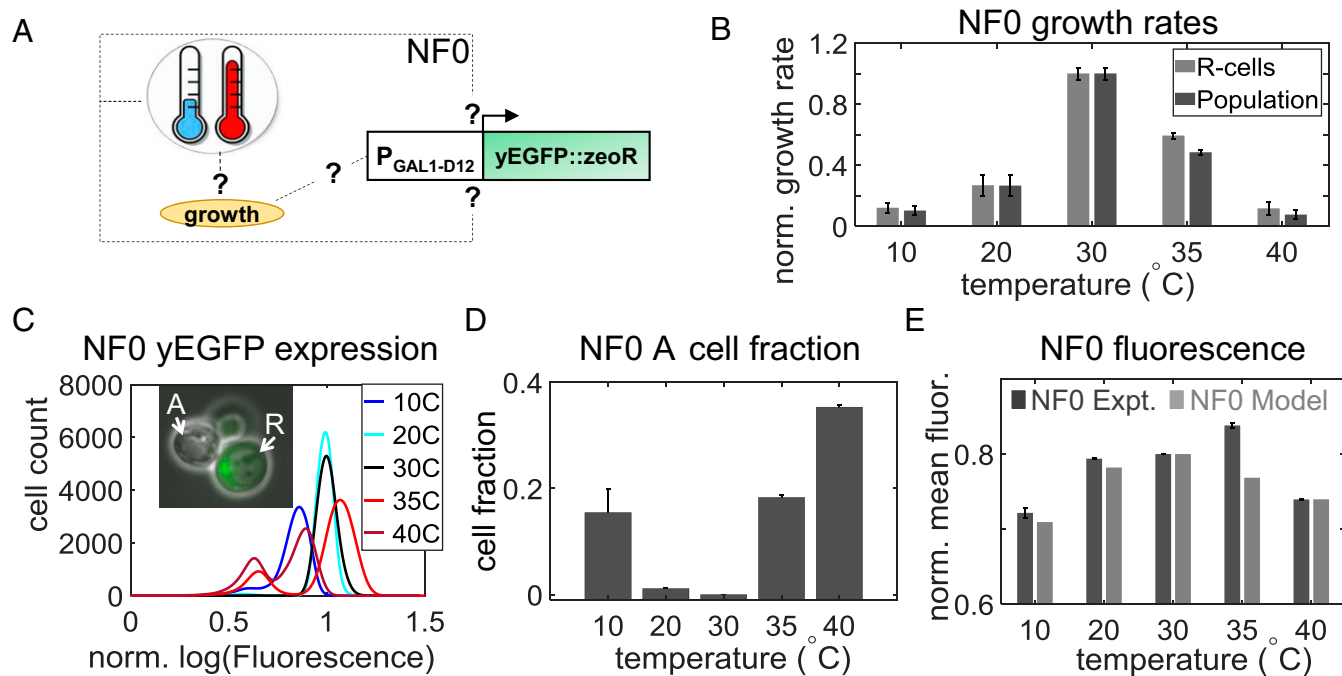 A
NF0
?
?
?
?
growth
P GAL1-D12
yEGFP::zeoR
B
NF0 growth rates
norm. growth rate
1.2
0.8
0.4
0
R-cells
Population
10 20 30 35 40
temperature (°C)
C
NF0 yEGFP expression
cell count
8000
6000
4000
2000
0
A
R
10C
20C
30C
35C
40C
0 0.5 1 1.5
norm. log(Fluorescence)
D
NF0 A cell fraction
cell fraction
0.4
0.2
0
10 20 30 35 40
temperature (°C)
E
NF0 fluorescence
norm. mean fluor.
NF0 Expt. NF0 Model
0.8
0.6
10 20 30 35 40
temperature (°C)